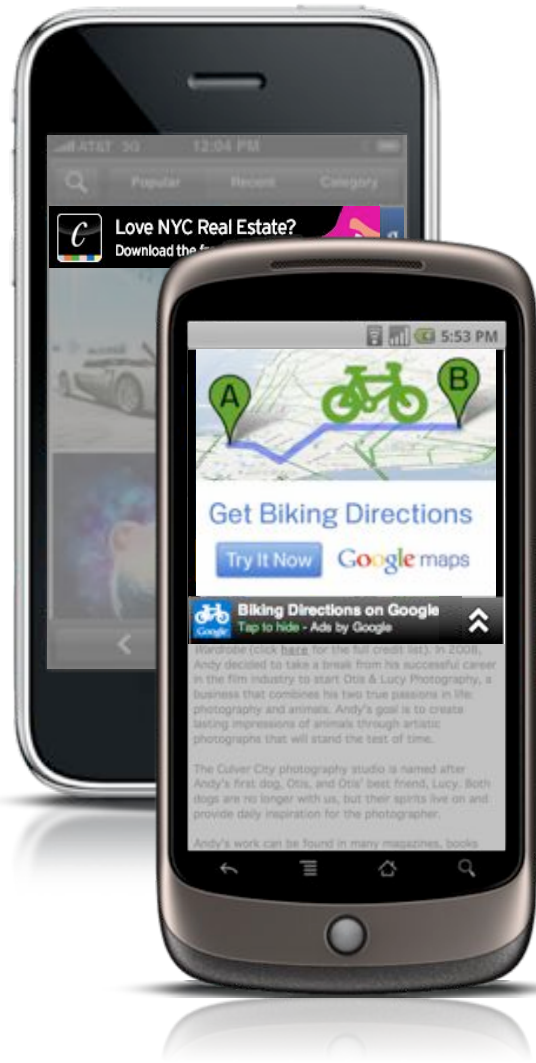 AT&T 3G 12:04 PM
Popular Recent Category
C
Love NYC Real Estate?
Download the
5:53 PM
A
B
Get Biking Directions
Try It Now Google maps
Biking Directions on Google
Google
Tap to hide - Ads by Google
Wardrobe (click here for the full credit list). In 2008,
Andy decided to take a break from his successful career
in the film industry to start Otis & Lucy Photography, a
business that combines his two true passions in life:
photography and animals. Andy's goal is to create
lasting impressions of animals through artistic
photographs that will stand the test of time.
The Culver City photography studio is named after
Andy's first dog, Otis, and Otis' best friend, Lucy. Both
dogs are no longer with us, but their spirits live on and
provide daily inspiration for the photographer.
Andy's work can be found in many magazines, books